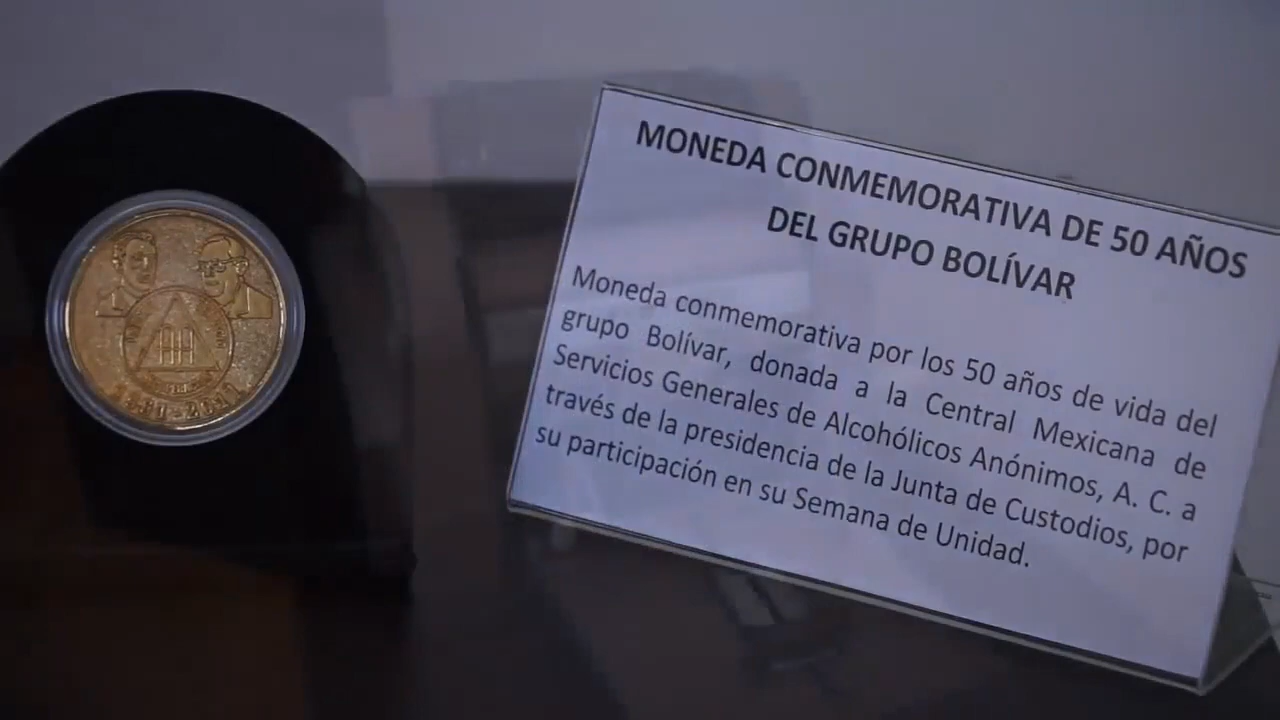 MONEDA CONMEMORATIVA DE 50 AÑOS
DEL GRUPO BOLÍVAR
Moneda conmemorativa por los 50 años de vida del
grupo Bolívar, donada a la Central Mexicana de
Servicios Generales de Alcohólicos Anónimos, A. C. a
través de la presidencia de la Junta de Custodios, por
su participación en su Semana de Unidad.